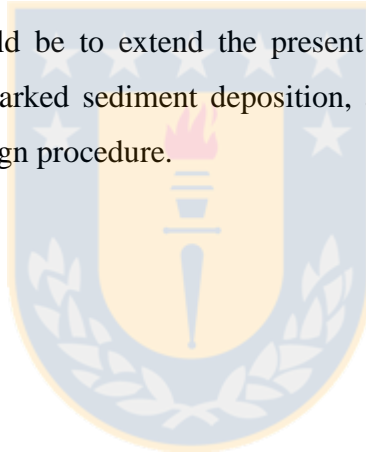 ld be to extend the present
arked sediment deposition,
gn procedure.